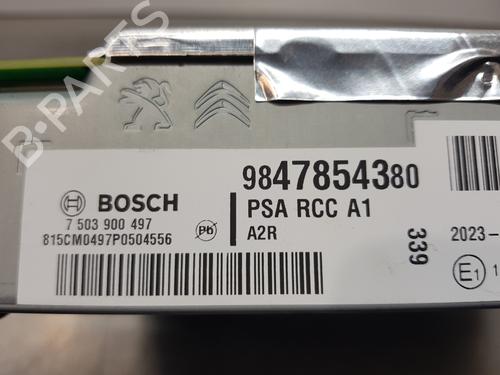 B-PARTS
BOSCH
7 503 900 497
815CM0497P0504556
Pb
9847854380
PSA RCC A1
A2R
339
2023-
E1